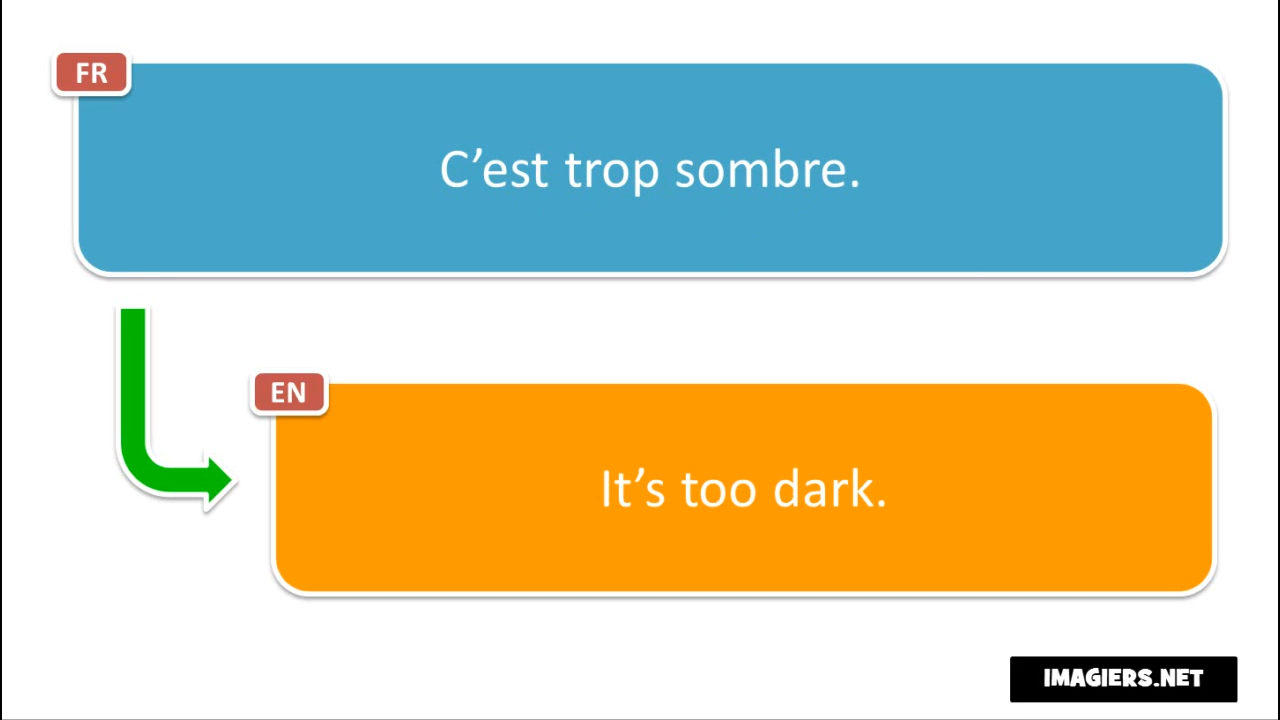 FR
C’est trop sombre.
EN
It’s too dark.
IMAGIERS.NET